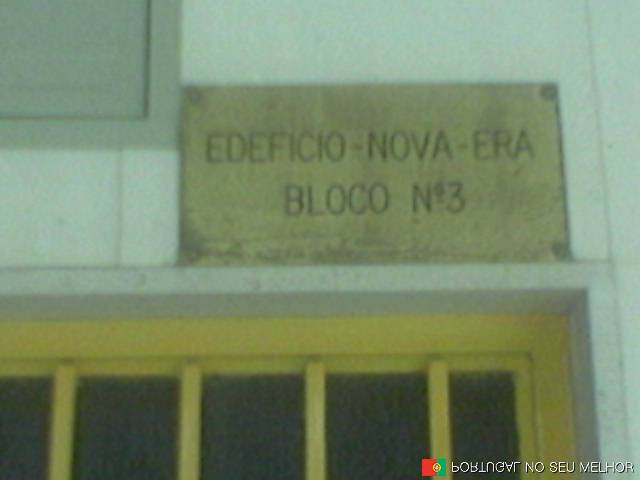 EDEFICIO-NOVA-ERA
BLOCO Nº3
PORTUGAL NO SEU MELHOR